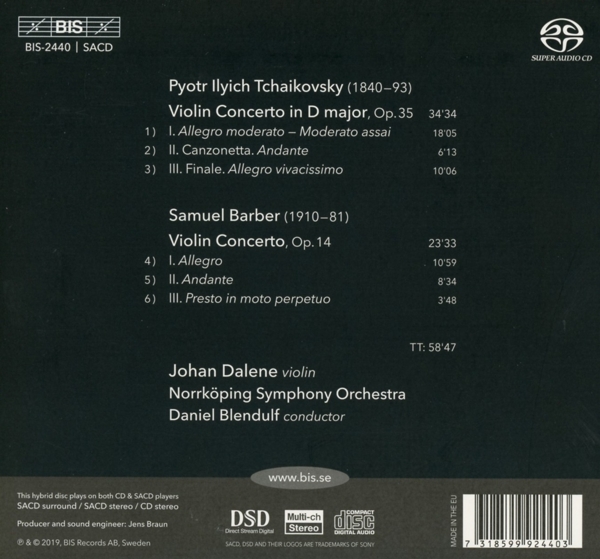 BIS
BIS-2440 | SACD
SUPER AUDIO CD
Pyotr Ilyich Tchaikovsky (1840–93)
Violin Concerto in D major, Op. 35 34'34
1) I. Allegro moderato – Moderato assai 18'05
2) II. Canzonetta. Andante 6'13
3) III. Finale. Allegro vivacissimo 10'06
Samuel Barber (1910–81)
Violin Concerto, Op. 14 23'33
4) I. Allegro 10'59
5) II. Andante 8'34
6) III. Presto in moto perpetuo 3'48
TT: 58'47
Johan Dalene violin
Norrköping Symphony Orchestra
Daniel Blendulf conductor
www.bis.se
This hybrid disc plays on both CD & SACD players
SACD surround / SACD stereo / CD stereo
Producer and sound engineer: Jens Braun
℗ & © 2019, BIS Records AB, Sweden
DSD
Direct Stream Digital
Multi-ch
Stereo
COMPACT
disc
DIGITAL AUDIO
SACD, DSD AND THEIR LOGOS ARE TRADEMARKS OF SONY
MADE IN THE EU
7 318599 924403